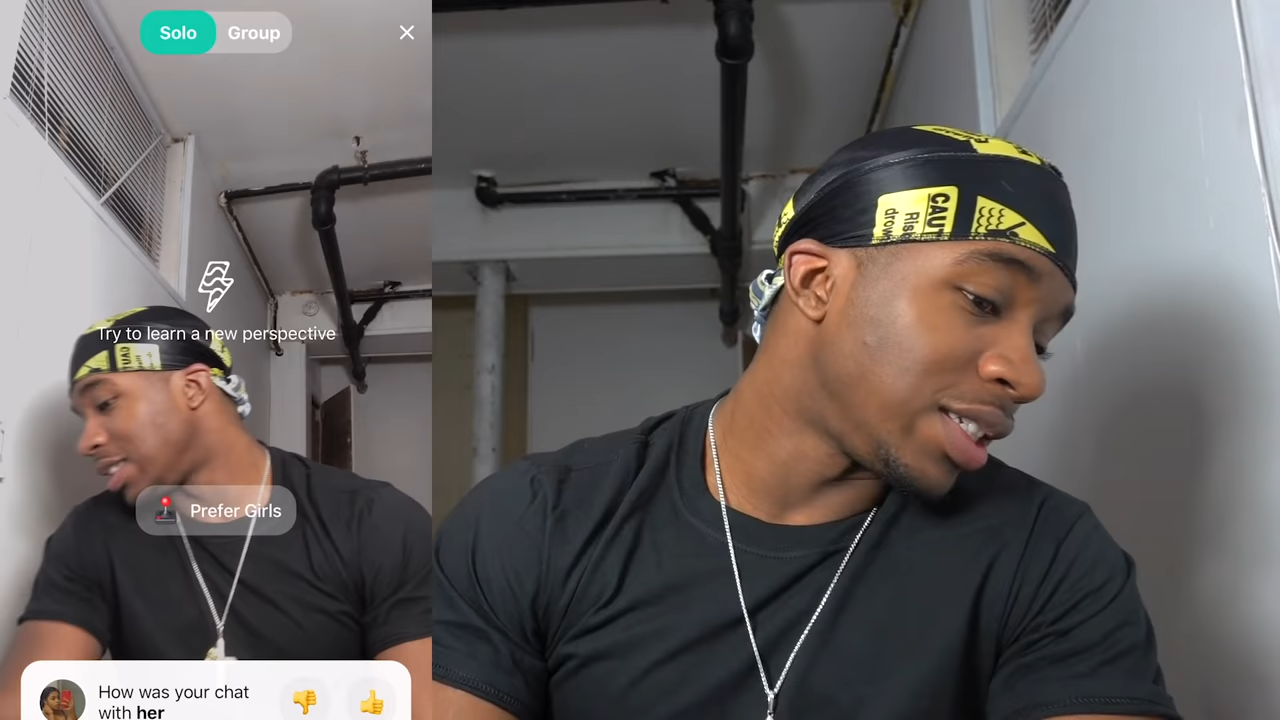 Solo
Group
Try to learn a new perspective
Prefer Girls
How was your chat
with her
CAU
Ris
drow